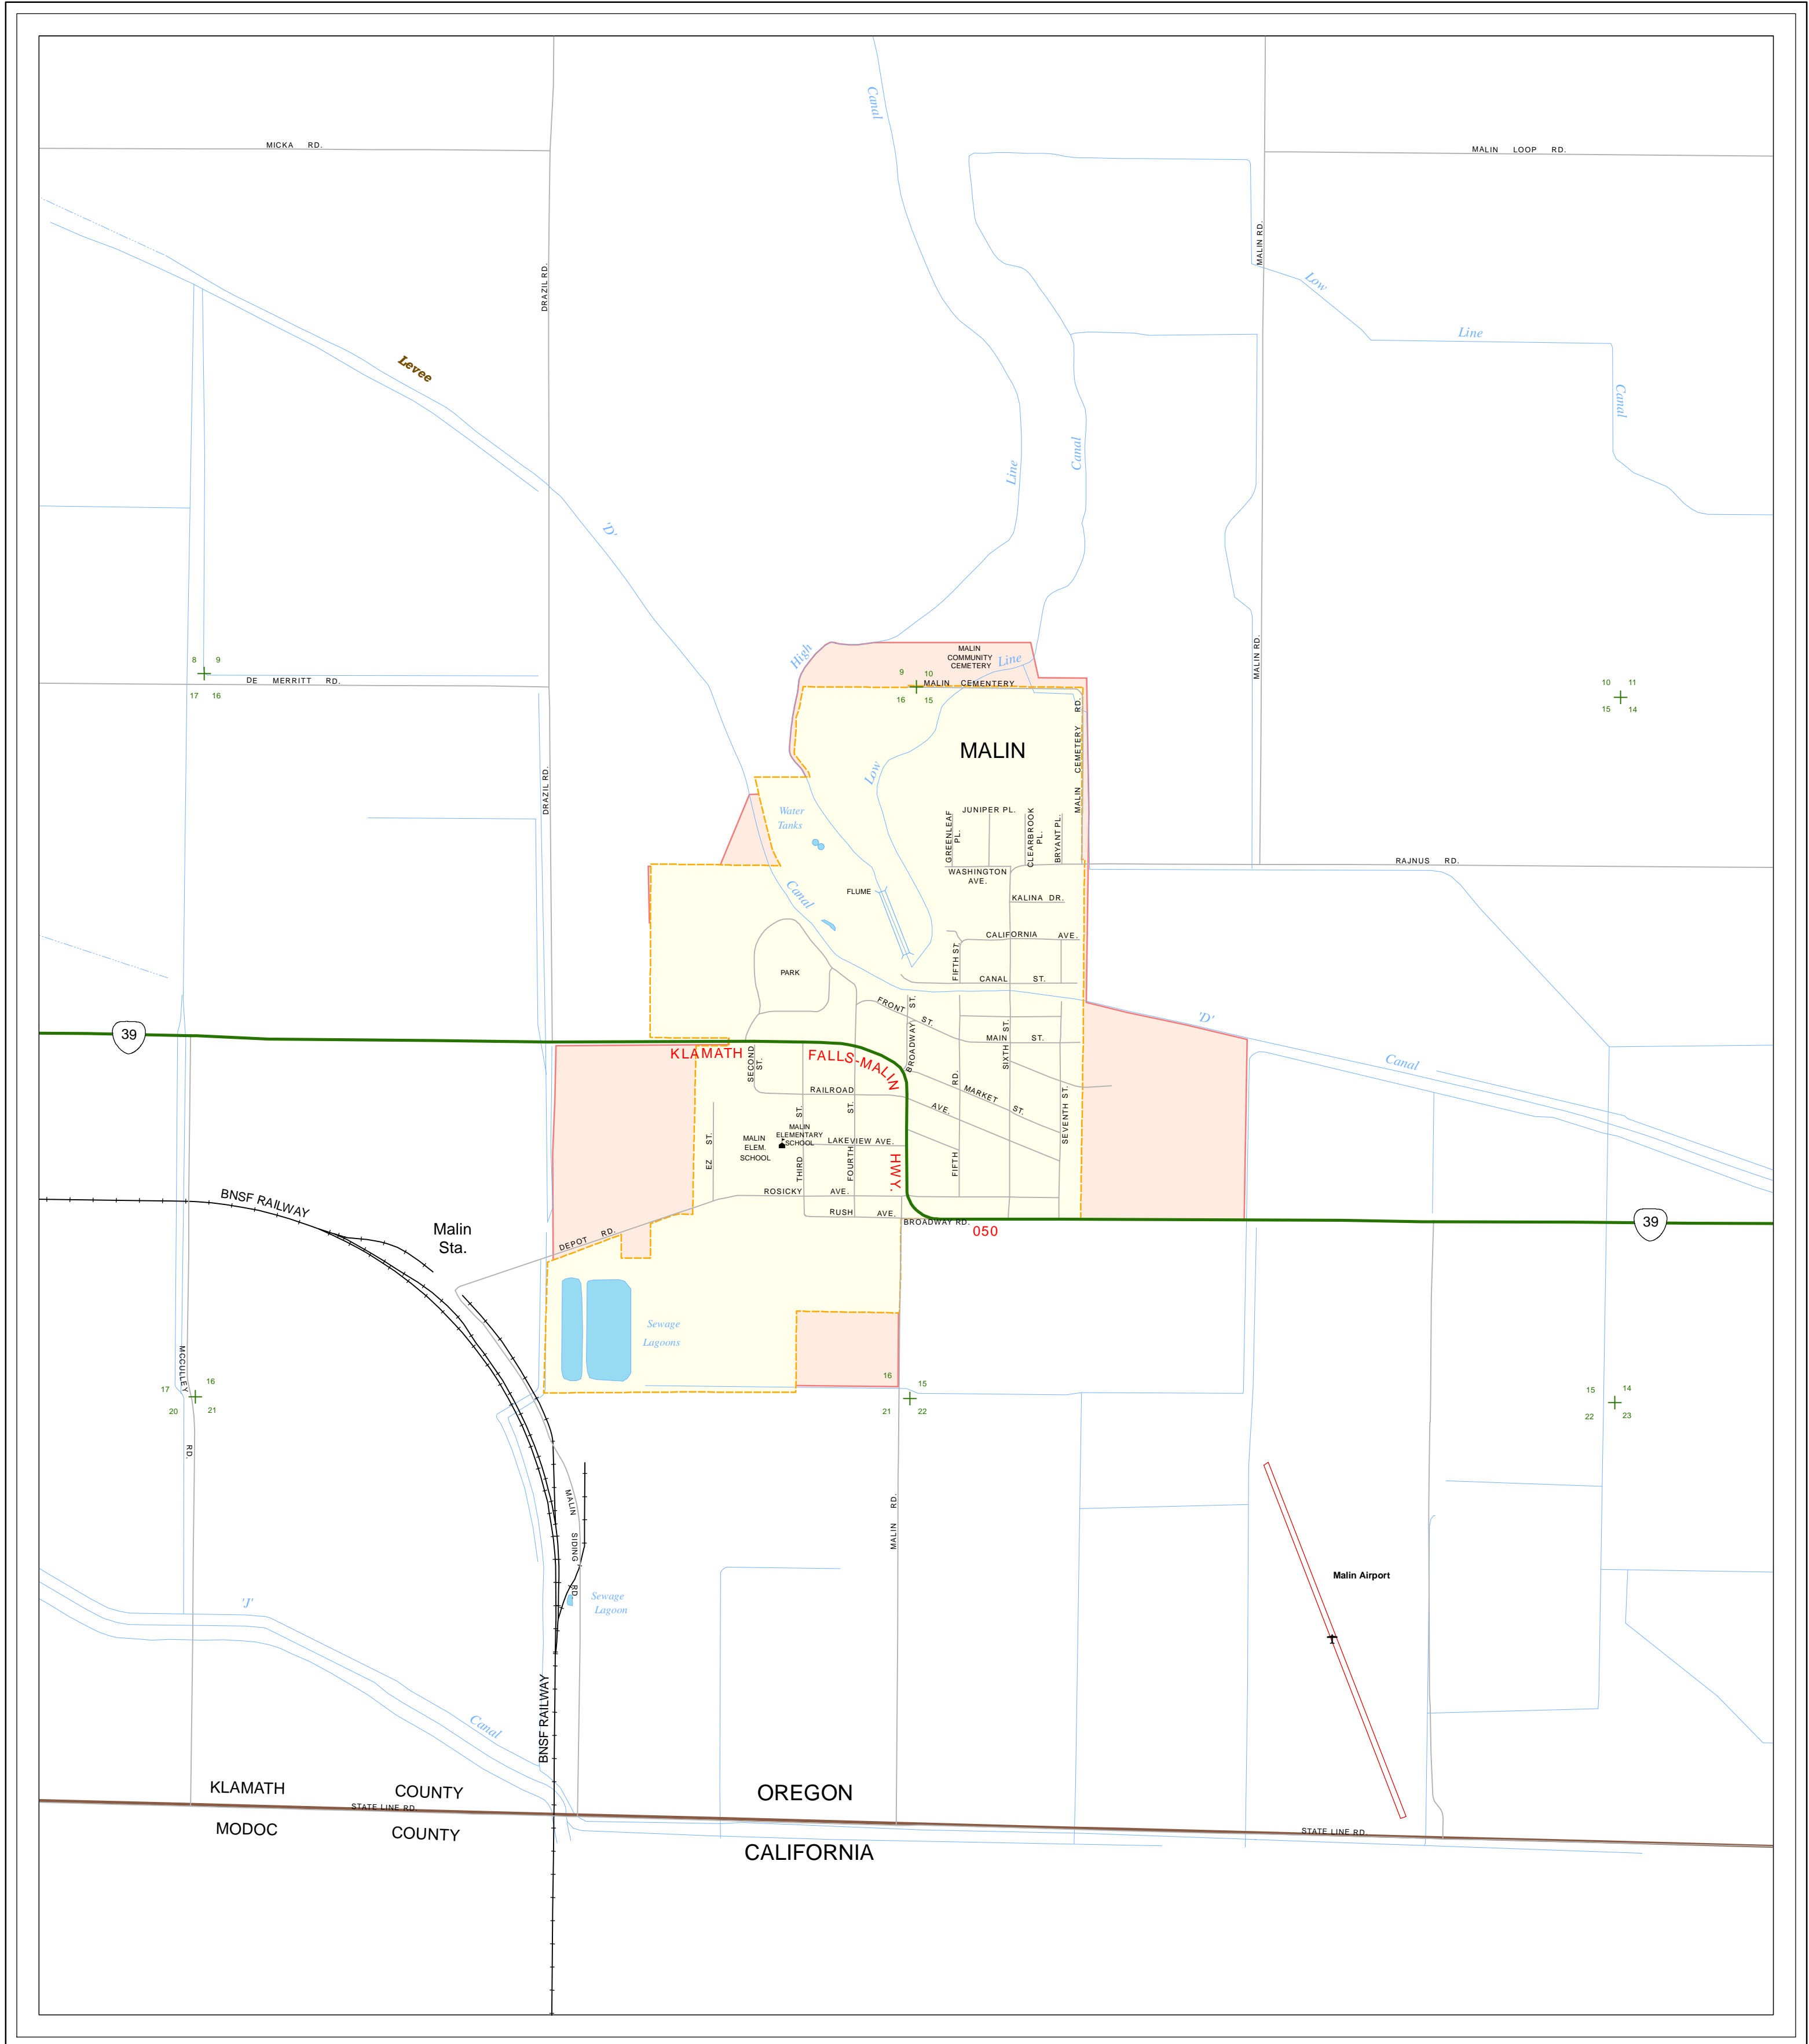 Canal
MICKA RD.
MALIN LOOP RD.
MALIN RD.
DRAZIL RD.
Low
Line
Canal
Levee
Line
Canal
'D'
High
MALIN
COMMUNITY
CEMETERY
Line
8 9
17 16
DE MERRITT RD.
9 10
16 15
MALIN CEMENTERY
MALIN RD.
10 11
15 14
MALIN CEMETERY RD.
MALIN
DRAZIL RD.
Low
Water
Tanks
JUNIPER PL.
GREENLEAF
PL.
CLEARBROOK
PL.
BRYANT PL.
RAJNUS RD.
WASHINGTON
AVE.
FLUME
Canal
KALINA DR.
CALIFORNIA AVE.
FIFTH ST.
PARK
CANAL ST.
FRONT ST.
BROADWAY ST.
'D'
39
MAIN ST.
SIXTH ST.
KLAMATH FALLS-MALIN HWY.
SECOND
ST.
Canal
RAILROAD AVE.
MARKET ST.
SEVENTH ST.
EZ ST.
MALIN
ELEM.
SCHOOL
MALIN
ELEMENTARY
SCHOOL
THIRD ST.
FOURTH ST.
LAKEVIEW AVE.
FIFTH RD.
ROSICKY AVE.
RUSH AVE.
BROADWAY RD.
050
39
BNSF RAILWAY
Malin
Sta.
DEPOT RD.
Sewage
Lagoons
MCCULLEY RD.
17 16
20 21
16 15
21 22
15 14
22 23
MALIN SIDING RD.
MALIN RD.
Malin Airport
'J'
Sewage
Lagoon
Canal
BNSF RAILWAY
KLAMATH COUNTY
OREGON
STATE LINE RD.
MODOC COUNTY
STATE LINE RD.
CALIFORNIA